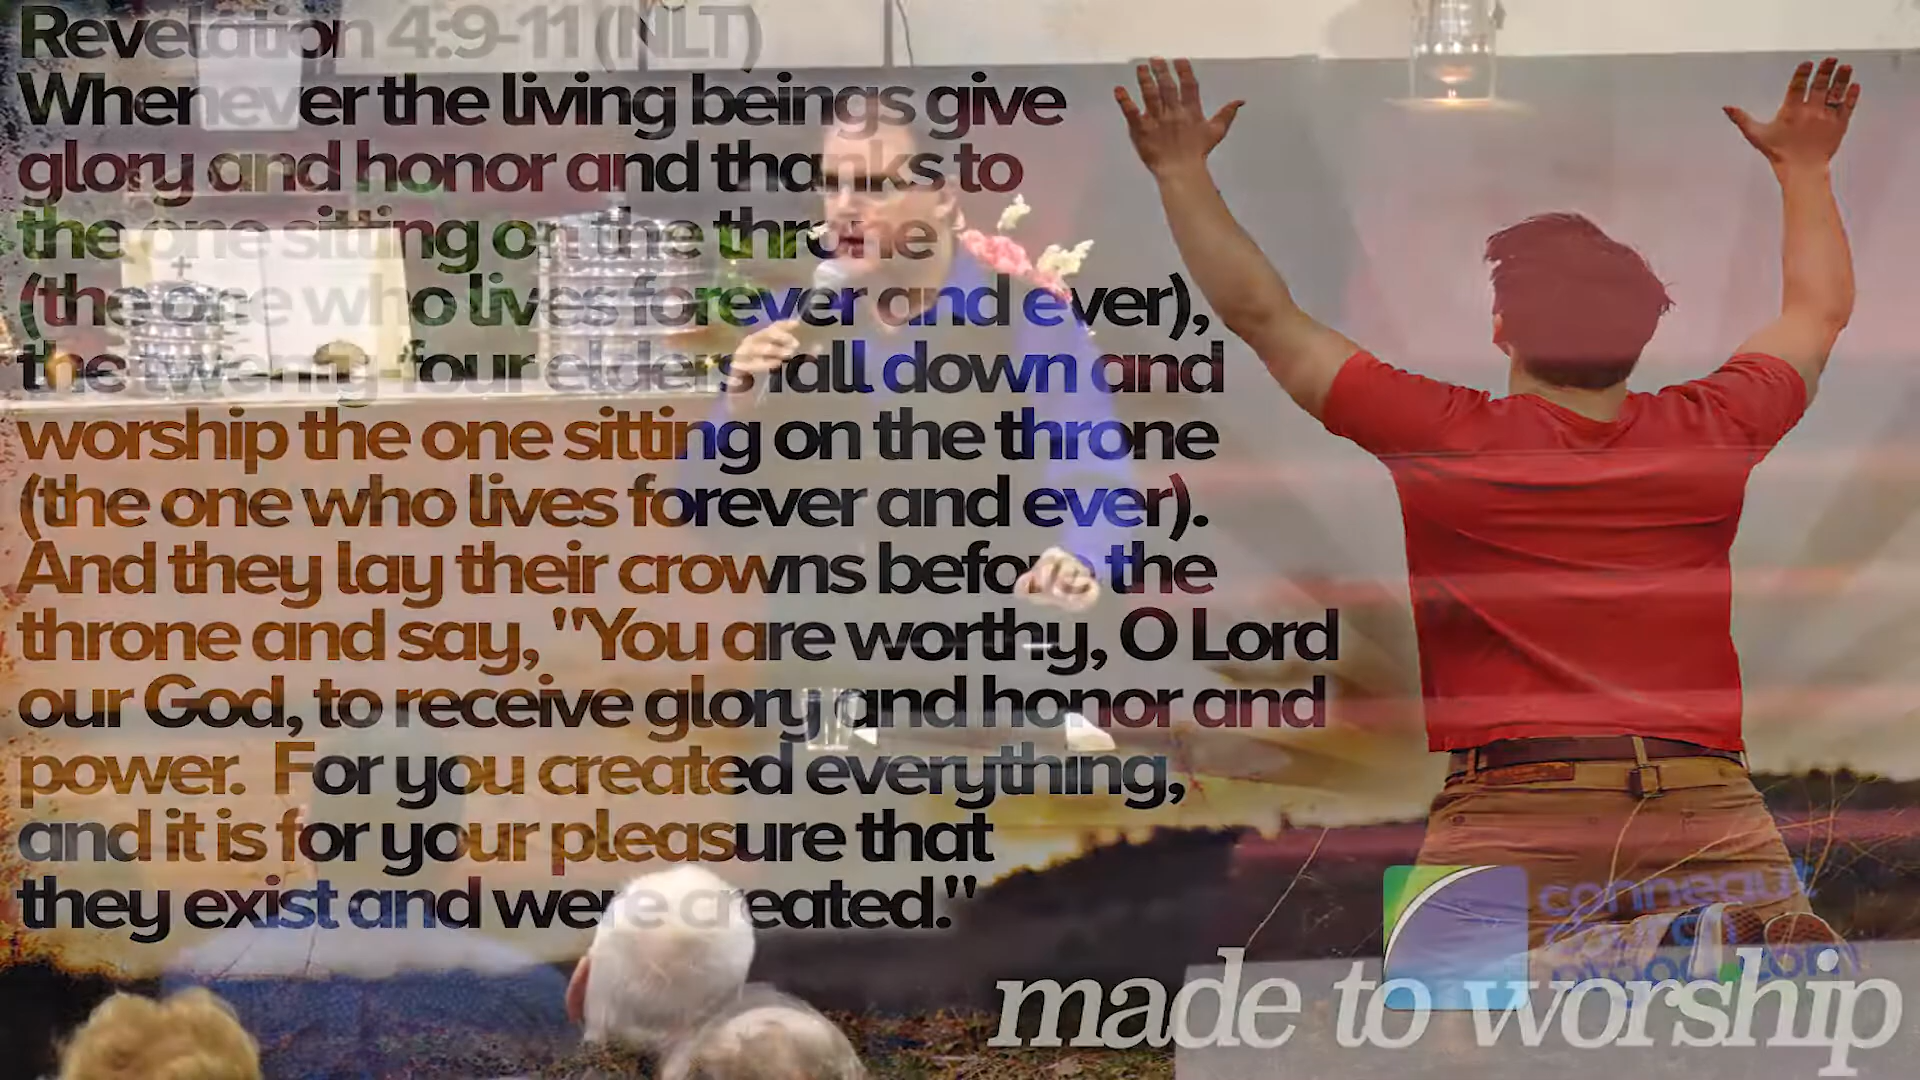 Revelation 4:9-11 (NLT)
Whenever the living beings give
glory and honor and thanks to
the one sitting on the throne
(the one who lives forever and ever),
the twenty-four elders fall down and
worship the one sitting on the throne
(the one who lives forever and ever).
And they lay their crowns before the
throne and say, "You are worthy, O Lord
our God, to receive glory and honor and
power. For you created everything,
and it is for your pleasure that
they exist and were created."
conneaut
made to worship